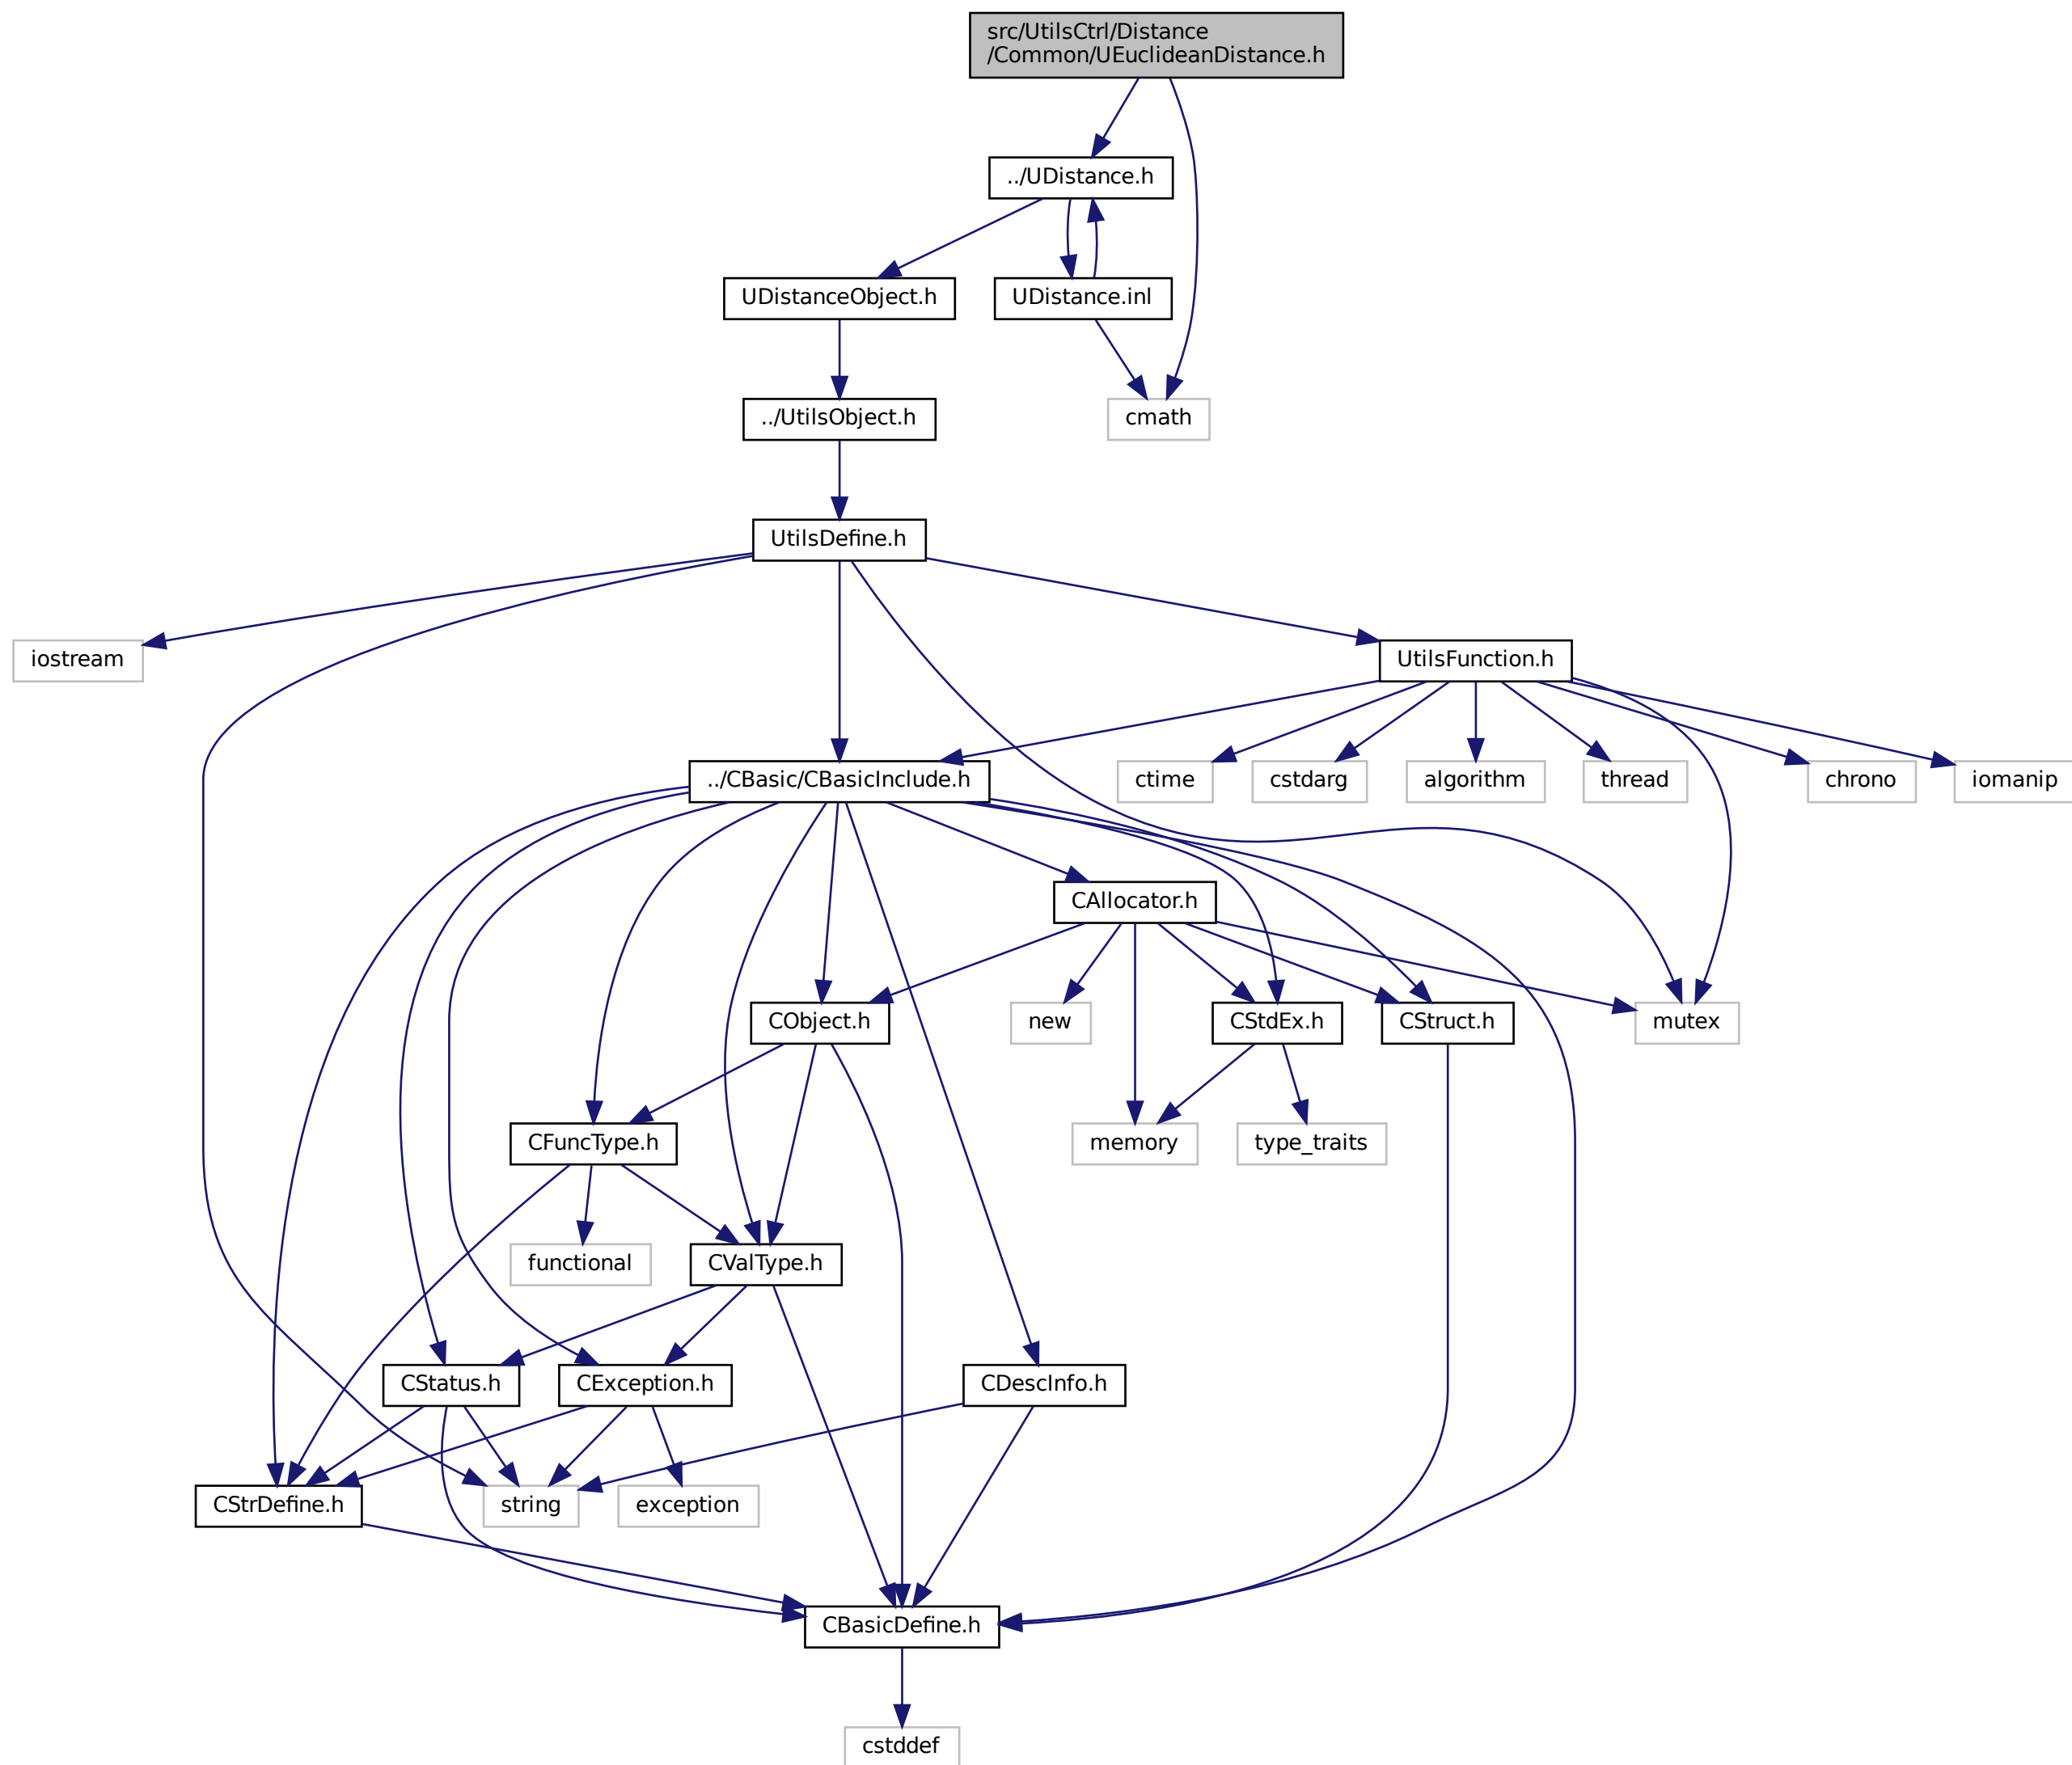 src/UtilsCtrl/Distance
/Common/UEuclideanDistance.h
../UDistance.h
UDistanceObject.h
UDistance.inl
../UtilsObject.h
cmath
UtilsDefine.h
iostream
UtilsFunction.h
../CBasic/CBasicInclude.h
ctime
cstdarg
algorithm
thread
chrono
iomanip
CAllocator.h
CObject.h
new
CStdEx.h
CStruct.h
mutex
CFuncType.h
memory
type_traits
functional
CValType.h
CStatus.h
CException.h
CDescInfo.h
CStrDefine.h
string
exception
CBasicDefine.h
cstddef